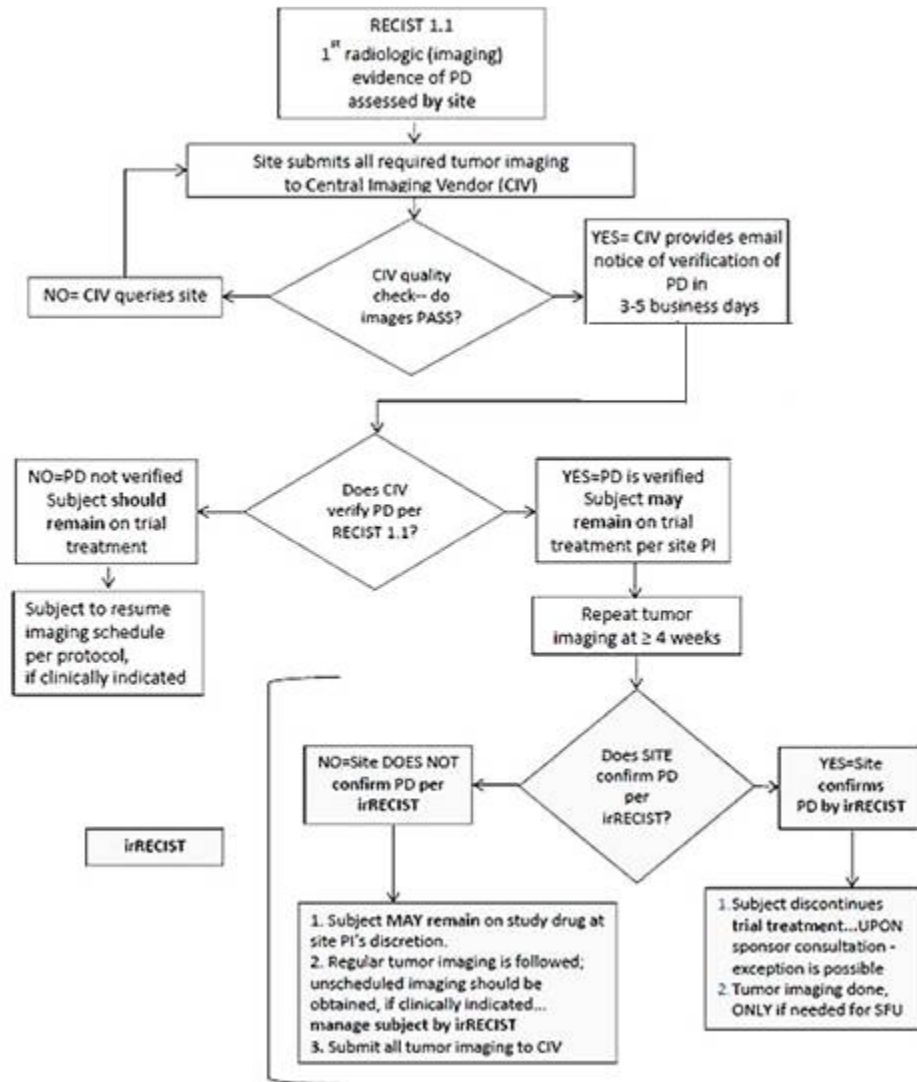 RECIST 1.1
1st radiologic (imaging)
evidence of PD
assessed by site
Site submits all required tumor imaging
to Central Imaging Vendor (CIV)
CIV quality
check-- do
images PASS?
NO= CIV queries site
YES= CIV provides email
notice of verification of
PD in
3-5 business days
Does CIV
verify PD per
RECIST 1.1?
NO=PD not verified
Subject should
remain on trial
treatment
Subject to resume
imaging schedule
per protocol,
if clinically indicated
YES=PD is verified
Subject may
remain on trial
treatment per site PI
Repeat tumor
imaging at ≥ 4 weeks
Does SITE
confirm PD
per
irRECIST?
NO=Site DOES NOT
confirm PD per
irRECIST
YES=Site
confirms
PD by irRECIST
irRECIST
1. Subject MAY remain on study drug at
site PI's discretion.
2. Regular tumor imaging is followed;
unscheduled imaging should be
obtained, if clinically indicated...
manage subject by irRECIST
3. Submit all tumor imaging to CIV
1. Subject discontinues
trial treatment...UPON
sponsor consultation -
exception is possible
2. Tumor imaging done,
ONLY if needed for SFU